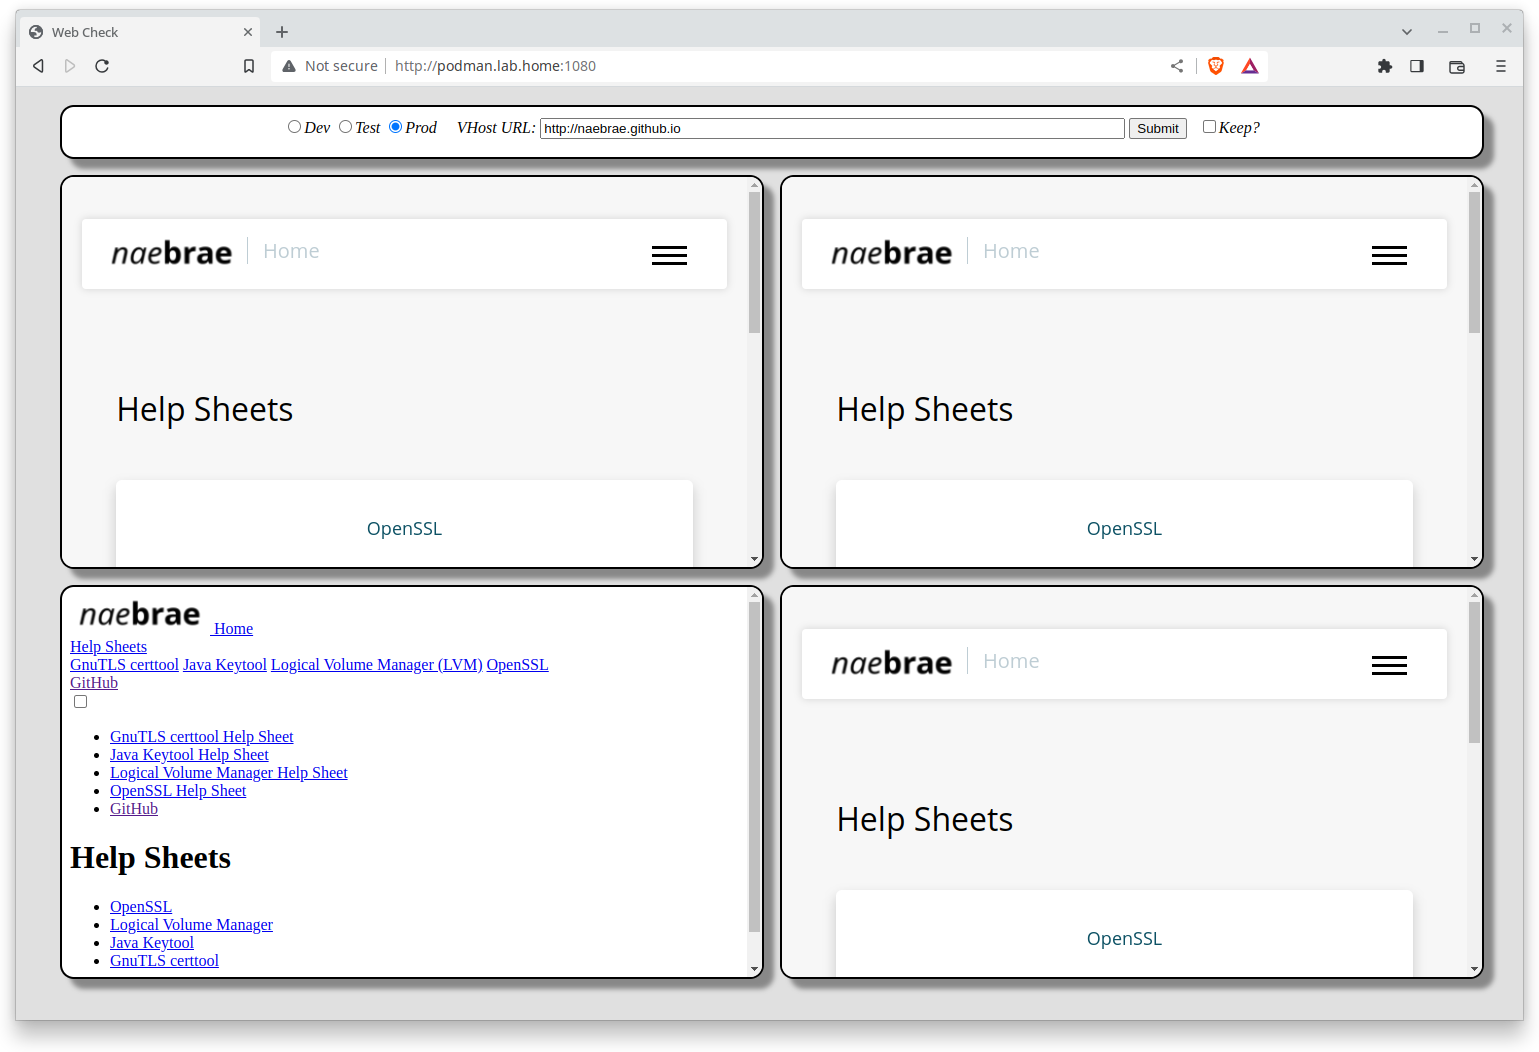 Web Check
Not secure http://podman.lab.home:1080
Dev Test Prod VHost URL: http://naebrae.github.io Submit Keep?
naebrae Home
Help Sheets
OpenSSL
naebrae Home
Help Sheets
OpenSSL
naebrae Home
Help Sheets
GnuTLS certtool Java Keytool Logical Volume Manager (LVM) OpenSSL
GitHub
GnuTLS certtool Help Sheet
Java Keytool Help Sheet
Logical Volume Manager Help Sheet
OpenSSL Help Sheet
GitHub
Help Sheets
OpenSSL
Logical Volume Manager
Java Keytool
GnuTLS certtool
naebrae Home
Help Sheets
OpenSSL